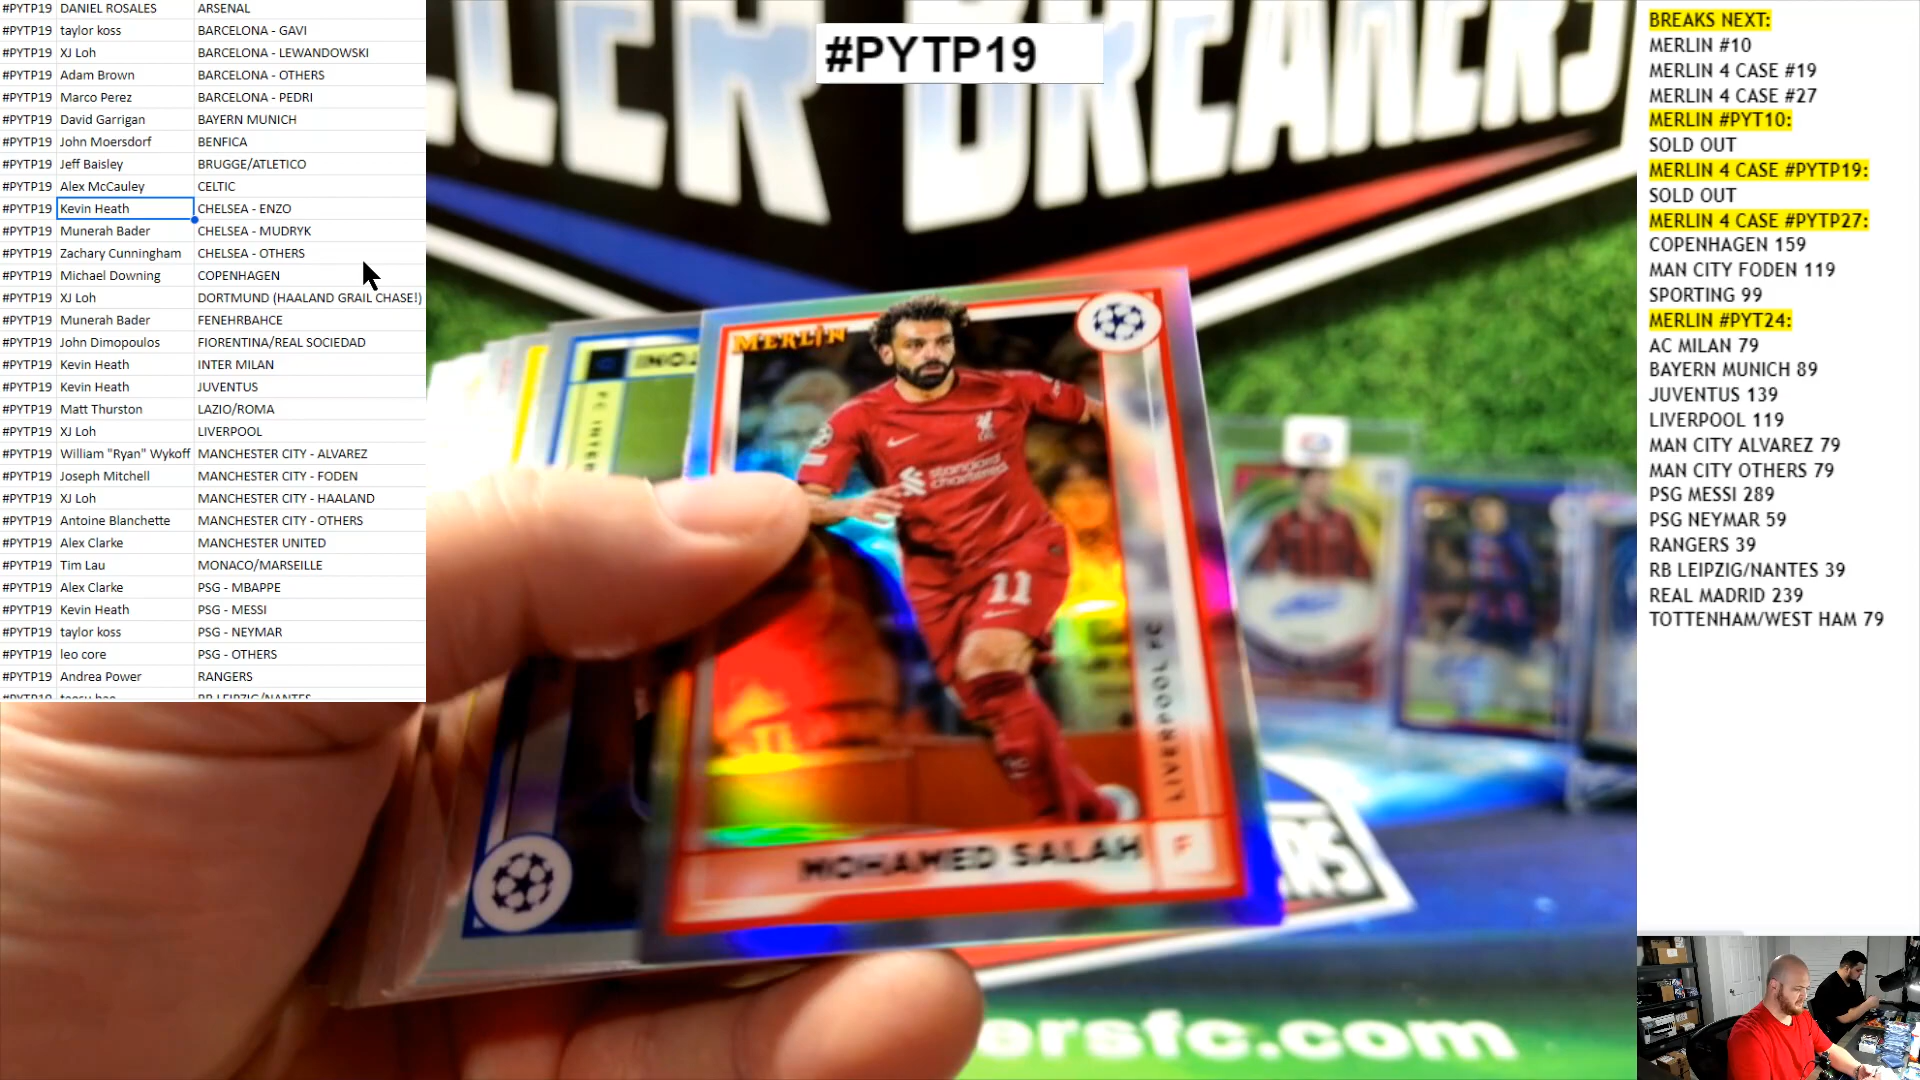 #PYTP19 DANIEL ROSALES ARSENAL
#PYTP19 taylor koss BARCELONA - GAVI
#PYTP19 XJ Loh BARCELONA - LEWANDOWSKI
#PYTP19 Adam Brown BARCELONA - OTHERS
#PYTP19 Marco Perez BARCELONA - PEDRI
#PYTP19 David Garrigan BAYERN MUNICH
#PYTP19 John Moersdorf BENFICA
#PYTP19 Jeff Baisley BRUGGE/ATLETICO
#PYTP19 Alex McCauley CELTIC
#PYTP19 Kevin Heath CHELSEA - ENZO
#PYTP19 Munerah Bader CHELSEA - MUDRYK
#PYTP19 Zachary Cunningham CHELSEA - OTHERS
#PYTP19 Michael Downing COPENHAGEN
#PYTP19 XJ Loh DORTMUND (HAALAND GRAIL CHASE!)
#PYTP19 Munerah Bader FENEHRBAHCE
#PYTP19 John Dimopoulos FIORENTINA/REAL SOCIEDAD
#PYTP19 Kevin Heath INTER MILAN
#PYTP19 Kevin Heath JUVENTUS
#PYTP19 Matt Thurston LAZIO/ROMA
#PYTP19 XJ Loh LIVERPOOL
#PYTP19 William "Ryan" Wykoff MANCHESTER CITY - ALVAREZ
#PYTP19 Joseph Mitchell MANCHESTER CITY - FODEN
#PYTP19 XJ Loh MANCHESTER CITY - HAALAND
#PYTP19 Antoine Blanchette MANCHESTER CITY - OTHERS
#PYTP19 Alex Clarke MANCHESTER UNITED
#PYTP19 Tim Lau MONACO/MARSEILLE
#PYTP19 Alex Clarke PSG - MBAPPE
#PYTP19 Kevin Heath PSG - MESSI
#PYTP19 taylor koss PSG - NEYMAR
#PYTP19 leo core PSG - OTHERS
#PYTP19 Andrea Power RANGERS
#PYTP19 RB LEIPZIG/NANTES
#PYTP19
BREAKERS
MERLIN
standard chartered
11
LIVERPOOL FC
MOHAMED SALAH F
ersfc.com
BREAKS NEXT:
MERLIN #10
MERLIN 4 CASE #19
MERLIN 4 CASE #27
MERLIN #PYT10:
SOLD OUT
MERLIN 4 CASE #PYTP19:
SOLD OUT
MERLIN 4 CASE #PYTP27:
COPENHAGEN 159
MAN CITY FODEN 119
SPORTING 99
MERLIN #PYT24:
AC MILAN 79
BAYERN MUNICH 89
JUVENTUS 139
LIVERPOOL 119
MAN CITY ALVAREZ 79
MAN CITY OTHERS 79
PSG MESSI 289
PSG NEYMAR 59
RANGERS 39
RB LEIPZIG/NANTES 39
REAL MADRID 239
TOTTENHAM/WEST HAM 79